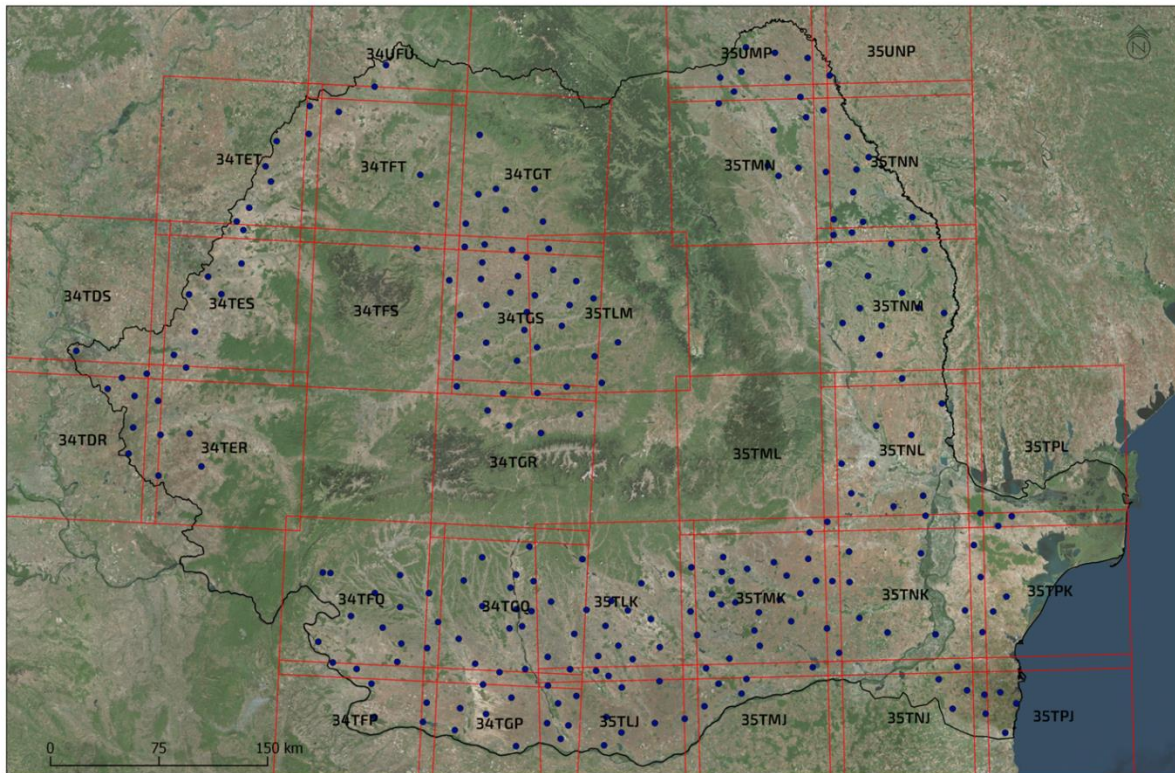 34UFU
35UMP
35UNP
N
34TET
34TFT
34TGT
35TMN
35TNN
34TDS
34TES
34TFS
34TGS
35TLM
35TNM
34TDR
34TER
34TGR
35TML
35TNL
35TPL
34TFQ
34TGQ
35TLK
35TMK
35TNK
35TPK
34TFP
34TGP
35TLJ
35TMJ
35TNJ
35TPJ
0 75 150 km